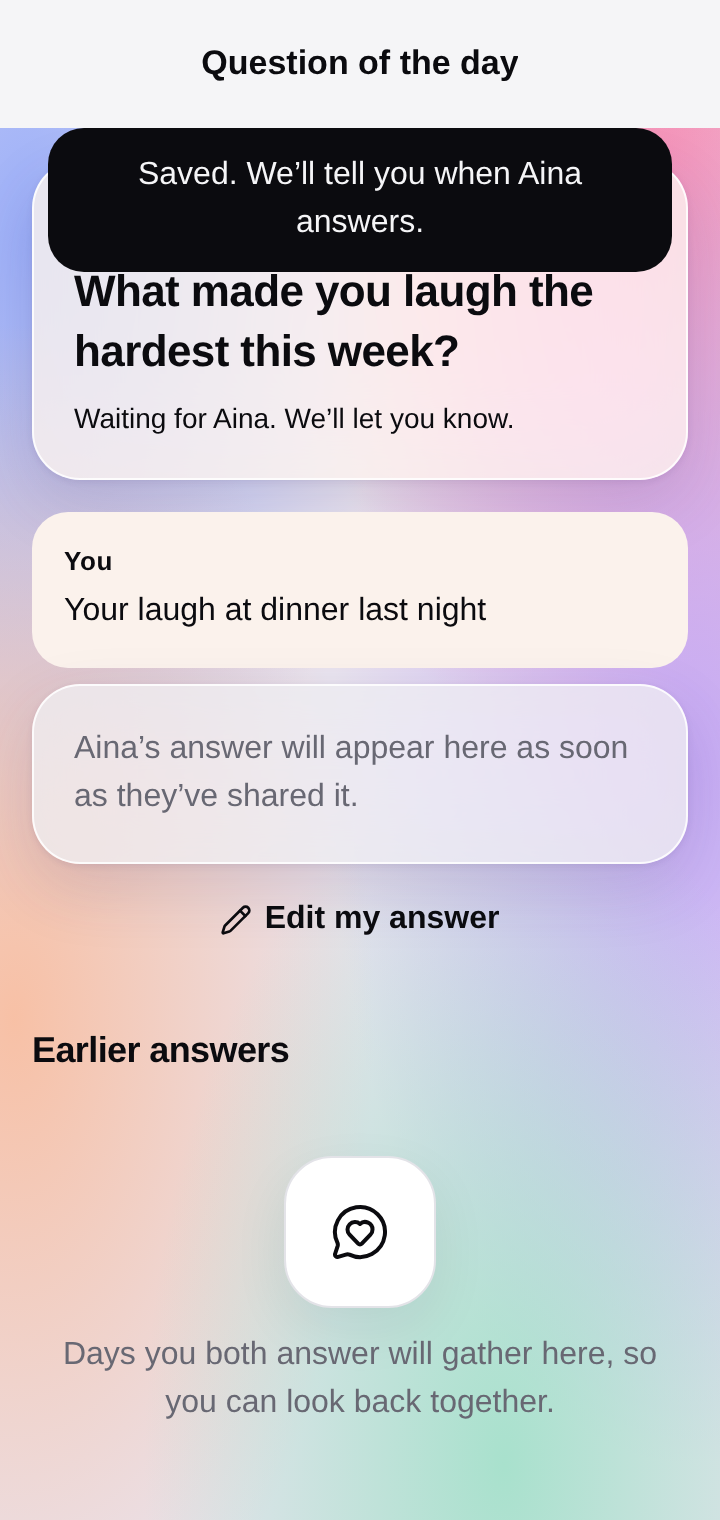 Question of the day
Saved. We’ll tell you when Aina
answers.
What made you laugh the
hardest this week?
Waiting for Aina. We’ll let you know.
You
Your laugh at dinner last night
Aina’s answer will appear here as soon
as they’ve shared it.
Edit my answer
Earlier answers
Days you both answer will gather here, so
you can look back together.